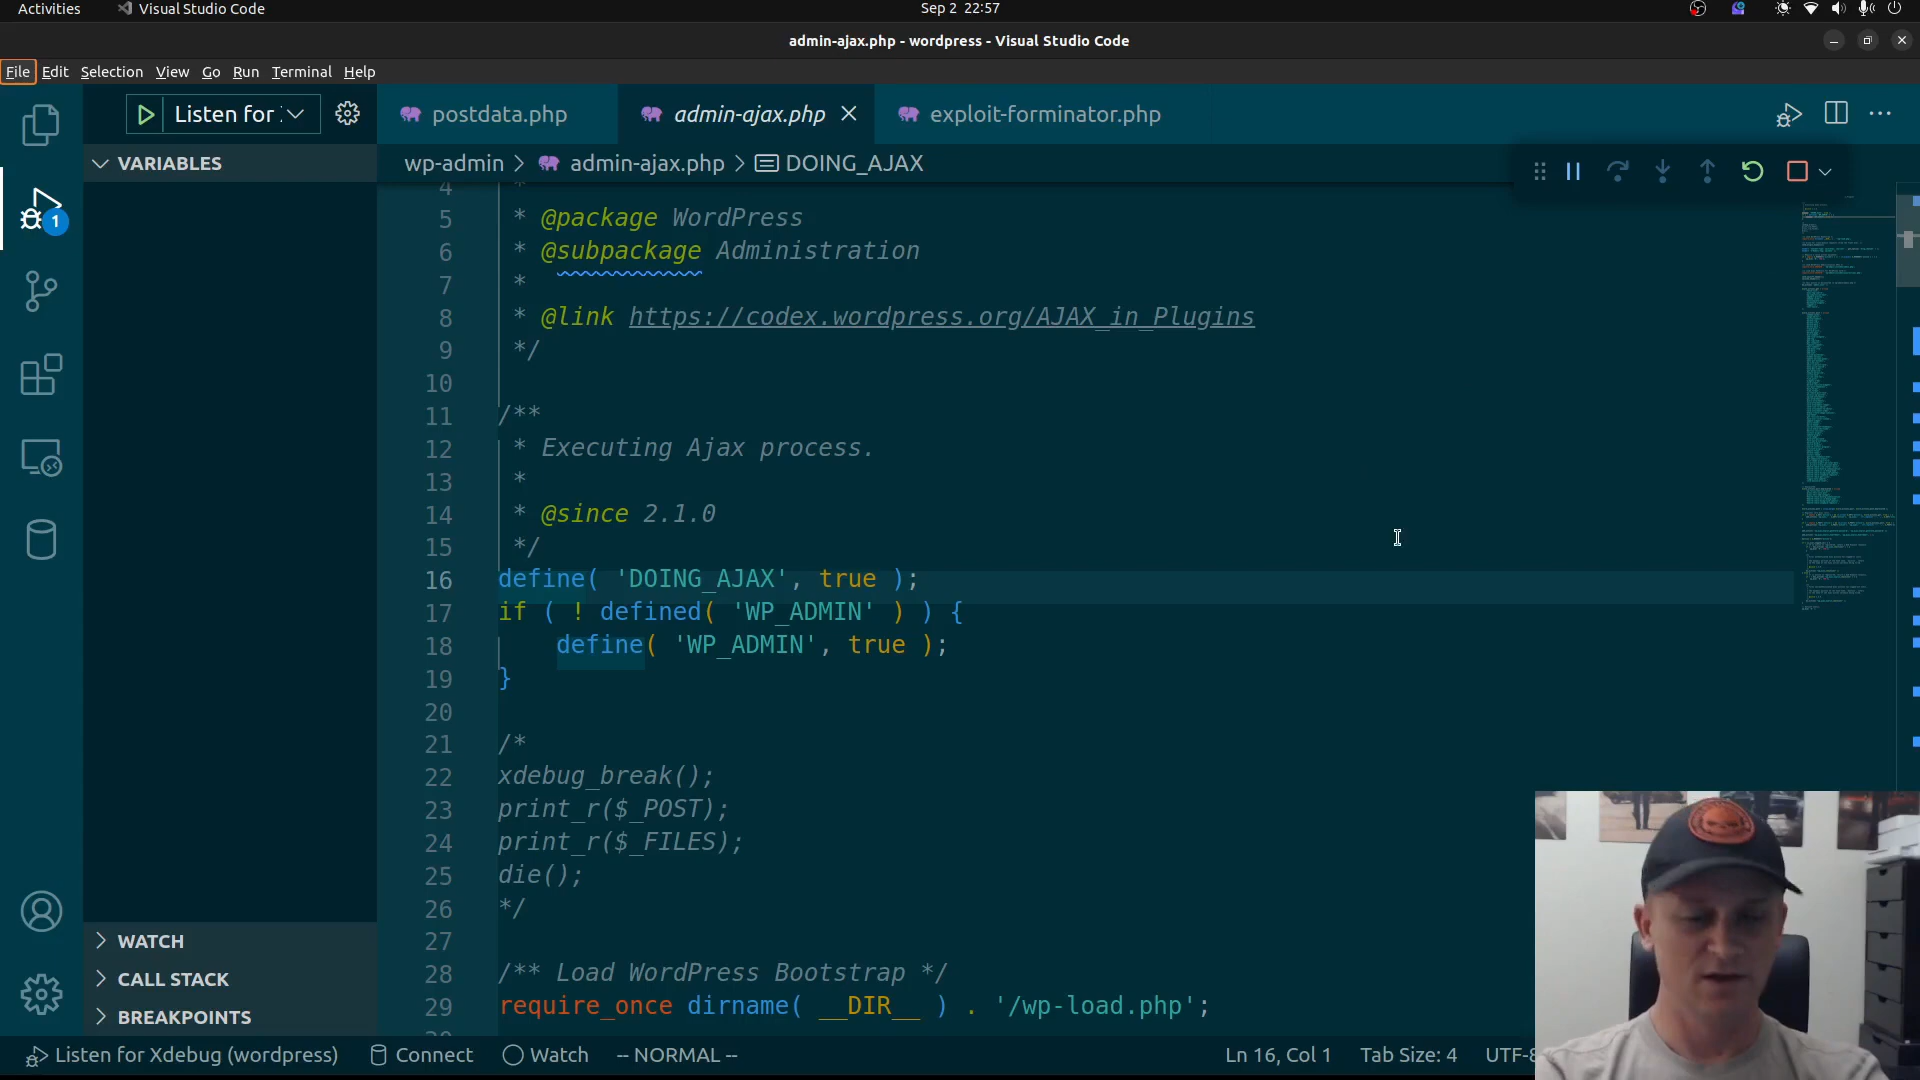 Activities
Visual Studio Code
Sep 2 22:57
admin-ajax.php - wordpress - Visual Studio Code
File Edit Selection View Go Run Terminal Help
Listen for
postdata.php
admin-ajax.php
exploit-forminator.php
VARIABLES
wp-admin > admin-ajax.php > DOING_AJAX
4 *
5 * @package WordPress
6 * @subpackage Administration
7 *
8 * @link https://codex.wordpress.org/AJAX_in_Plugins
9 */
10
11 /**
12 * Executing Ajax process.
13 *
14 * @since 2.1.0
15 */
16 define( 'DOING_AJAX', true );
17 if ( ! defined( 'WP_ADMIN' ) ) {
18 define( 'WP_ADMIN', true );
19 }
20
21 /*
22 xdebug_break();
23 print_r($_POST);
24 print_r($_FILES);
25 die();
26 */
27
28 /** Load WordPress Bootstrap */
29 require_once dirname( __DIR__ ) . '/wp-load.php';
1
WATCH
CALL STACK
BREAKPOINTS
Listen for Xdebug (wordpress) Connect Watch -- NORMAL -- Ln 16, Col 1 Tab Size: 4 UTF-8